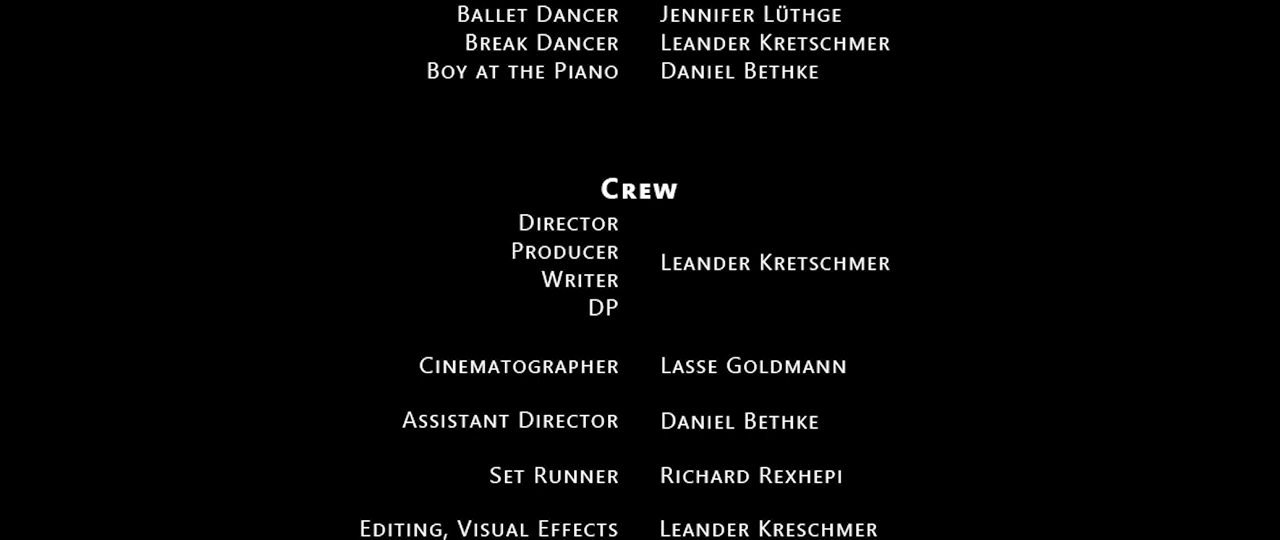 Ballet Dancer Jennifer Lüthge
Break Dancer Leander Kretschmer
Boy at the Piano Daniel Bethke
Crew
Director
Producer
Writer
DP
Leander Kretschmer
Cinematographer Lasse Goldmann
Assistant Director Daniel Bethke
Set Runner Richard Rexhepi
Editing, Visual Effects Leander Kreschmer